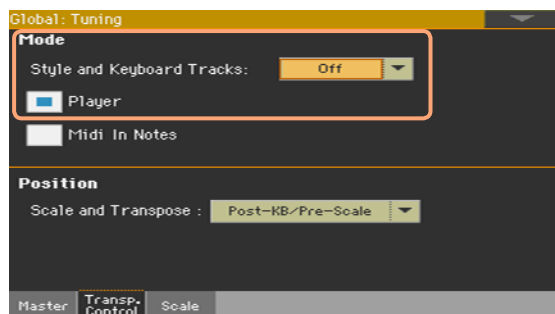 Global: Tuning
Mode
Style and Keyboard Tracks: Off
Player
Midi In Notes
Position
Scale and Transpose : Post-KB/Pre-Scale
Master Transp. Control Scale